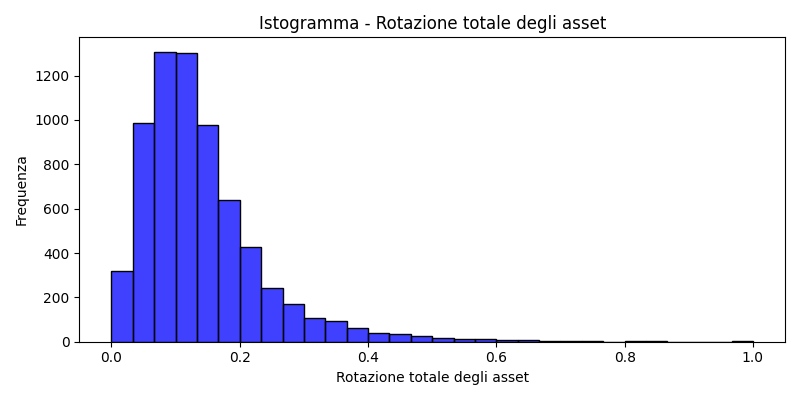 Istogramma - Rotazione totale degli asset
Frequenza
1200
1000
800
600
400
200
0
0.0 0.2 0.4 0.6 0.8 1.0
Rotazione totale degli asset